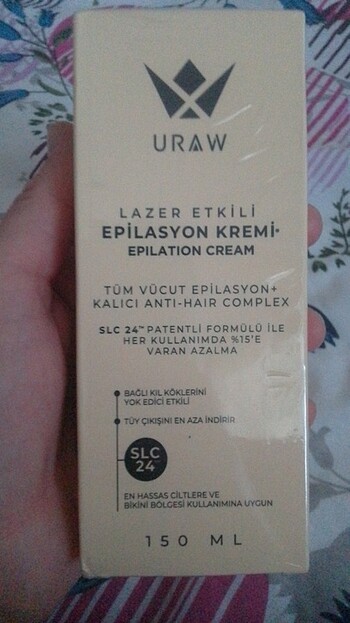 URAW
LAZER ETKİLİ
EPİLASYON KREMİ•
EPILATION CREAM
TÜM VÜCUT EPİLASYON+
KALICI ANTI-HAIR COMPLEX
SLC 24™ PATENTLİ FORMÜLÜ İLE
HER KULLANIMDA %15'E
VARAN AZALMA
BAĞLI KIL KÖKLERİNİ
YOK EDİCİ ETKİLİ
TÜY ÇIKIŞINI EN AZA İNDİRİR
SLC
24™
EN HASSAS CİLTLERE VE
BİKİNİ BÖLGESİ KULLANIMINA UYGUN
150 ML